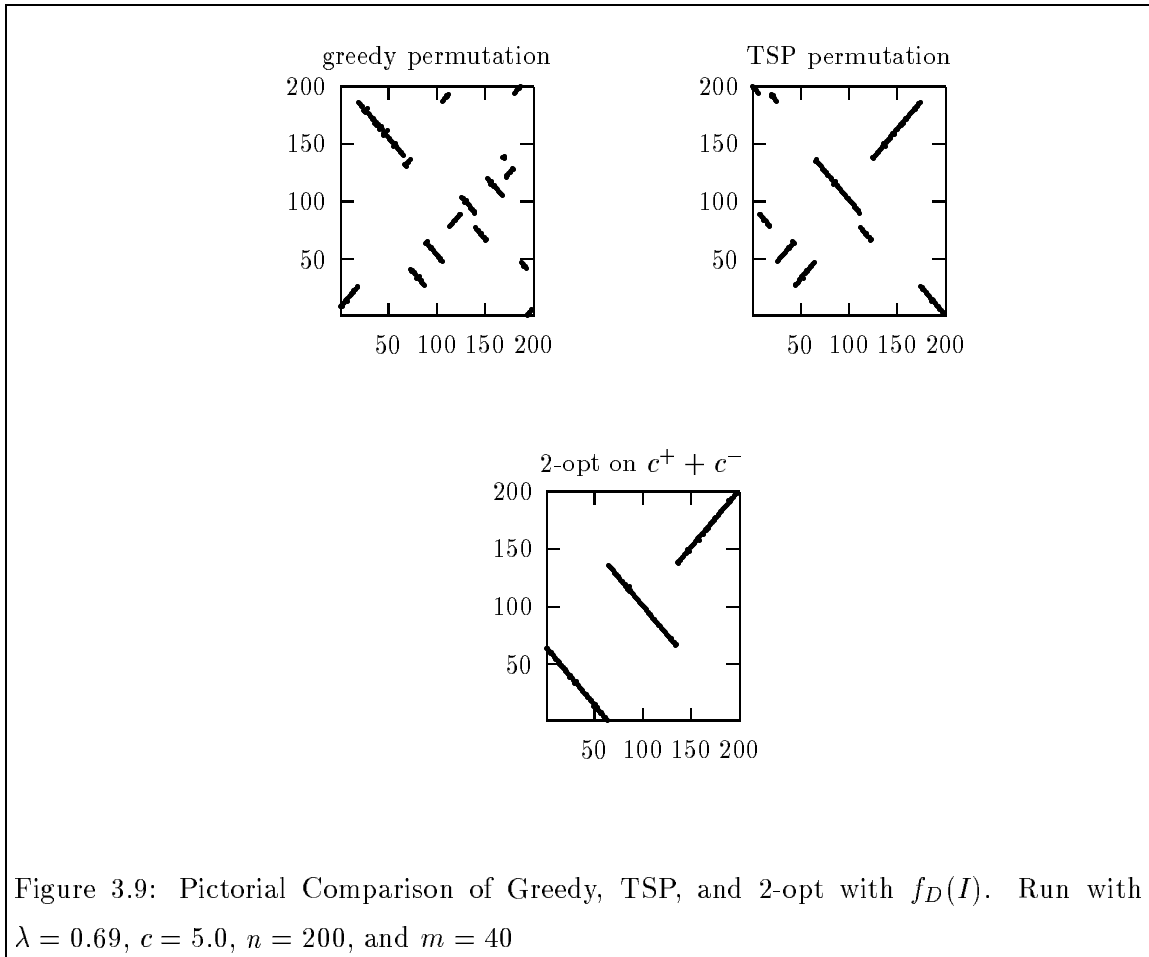 greedy permutation
TSP permutation
200
150
100
50
50 100 150 200
200
150
100
50
50 100 150 200
2-opt on c⁺ + c⁻
200
150
100
50
50 100 150 200
Figure 3.9: Pictorial Comparison of Greedy, TSP, and 2-opt with f_D(I). Run with
λ = 0.69, c = 5.0, n = 200, and m = 40